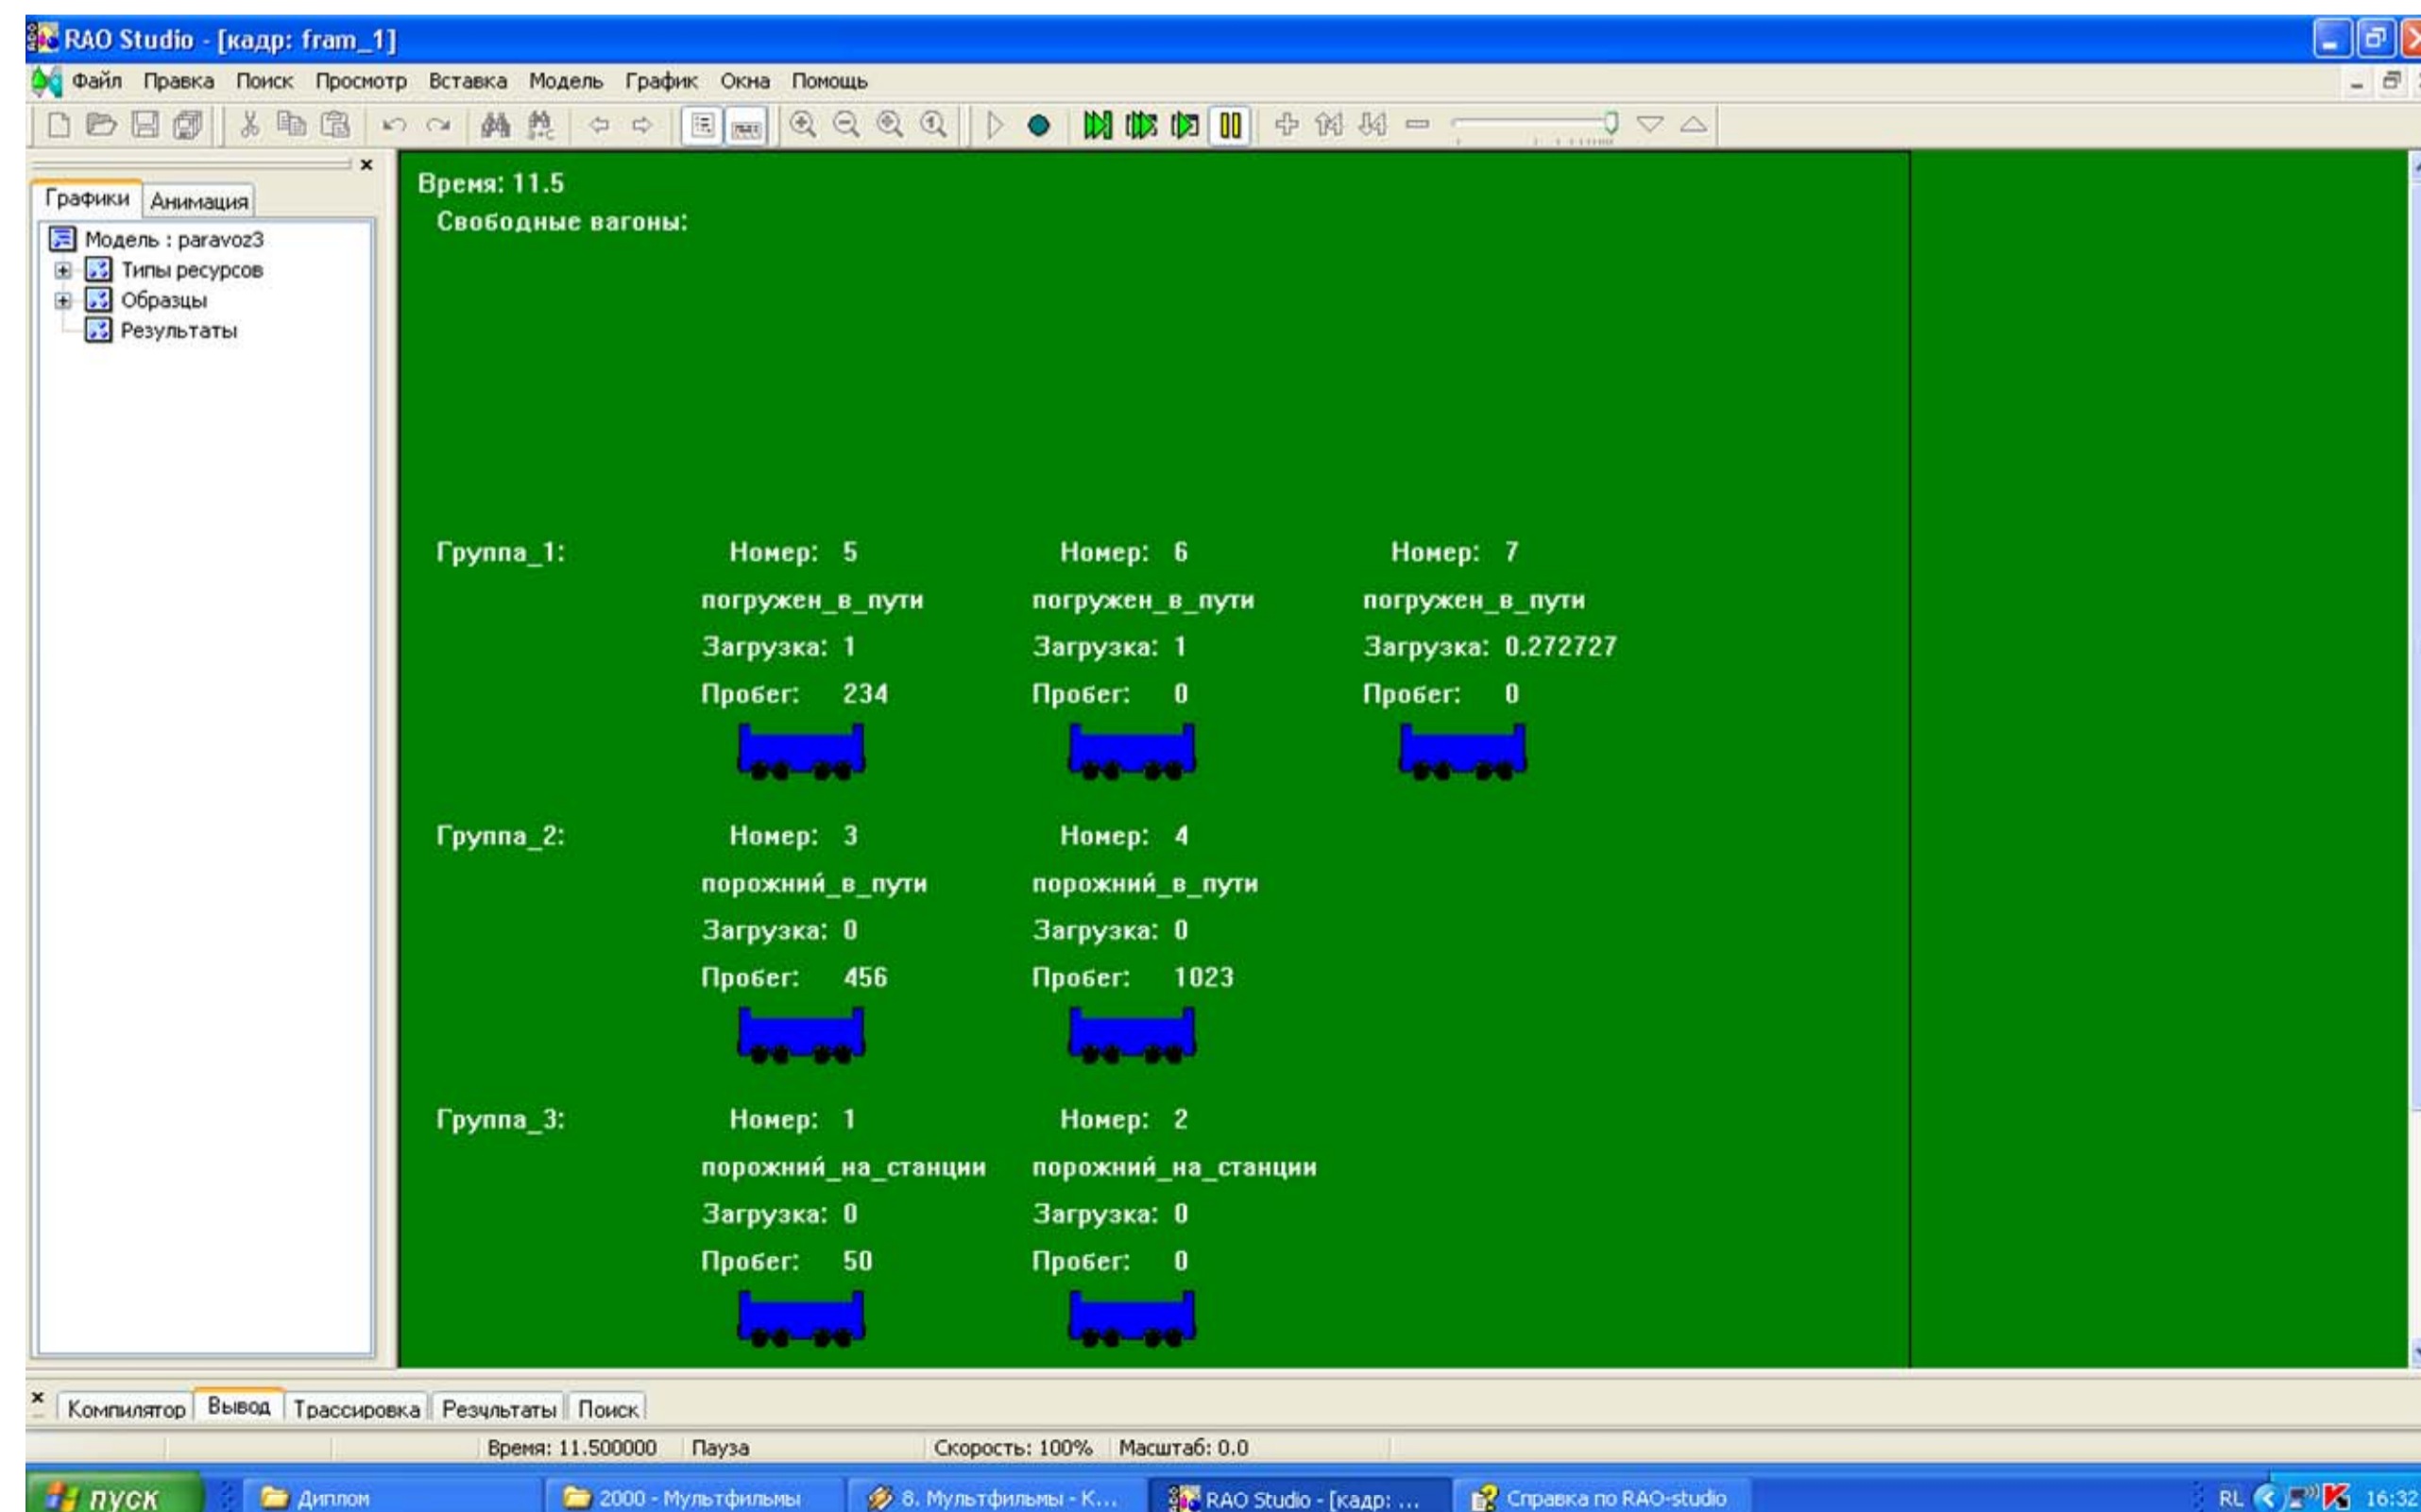 RAO Studio - [кадр: fram_1]
Файл Правка Поиск Просмотр Вставка Модель График Окна Помощь
Графики Анимация
Модель : paravoz3
Типы ресурсов
Образцы
Результаты
Время: 11.5
Свободные вагоны:
Группа_1: Номер: 5 Номер: 6 Номер: 7
погружен_в_пути погружен_в_пути погружен_в_пути
Загрузка: 1 Загрузка: 1 Загрузка: 0.272727
Пробег: 234 Пробег: 0 Пробег: 0
Группа_2: Номер: 3 Номер: 4
порожний_в_пути порожний_в_пути
Загрузка: 0 Загрузка: 0
Пробег: 456 Пробег: 1023
Группа_3: Номер: 1 Номер: 2
порожний_на_станции порожний_на_станции
Загрузка: 0 Загрузка: 0
Пробег: 50 Пробег: 0
Компилятор Вывод Трассировка Результаты Поиск
Время: 11.500000 Пауза Скорость: 100% Масштаб: 0.0
пуск Диплом 2000 - Мультфильмы 8. Мультфильмы - К... RAO Studio - [кадр: ... Справка по RAO-studio RL 16:32